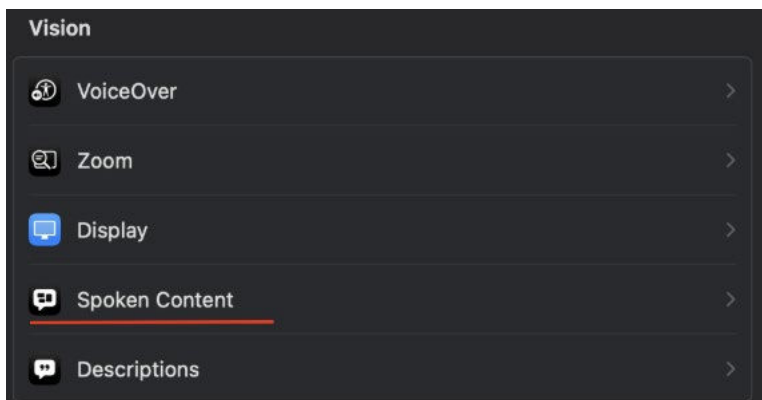 Vision
VoiceOver
Zoom
Display
Spoken Content
Descriptions